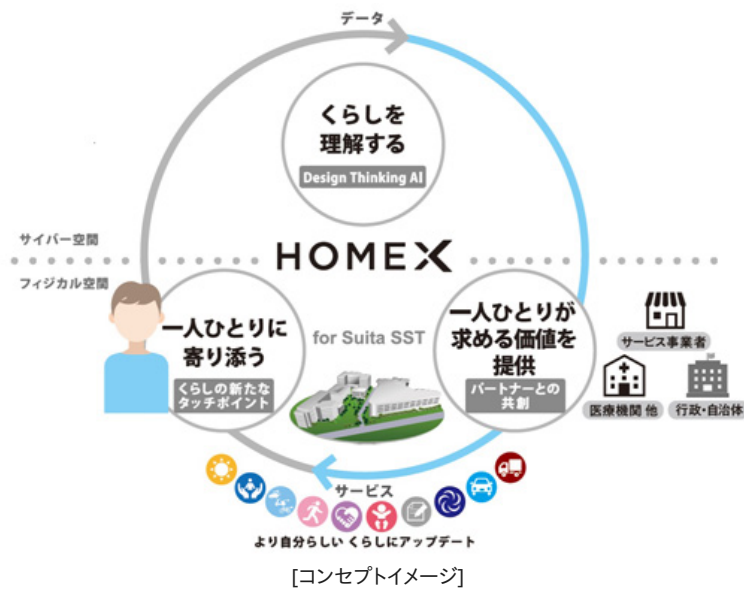 データ
くらしを
理解する
Design Thinking AI
サイバー空間
HOMEX
フィジカル空間
一人ひとりに
寄り添う
くらしの新たな
タッチポイント
for Suita SST
一人ひとりが
求める価値を
提供
パートナーとの
共創
サービス事業者
医療機関 他
行政・自治体
サービス
より自分らしい くらしにアップデート
[コンセプトイメージ]